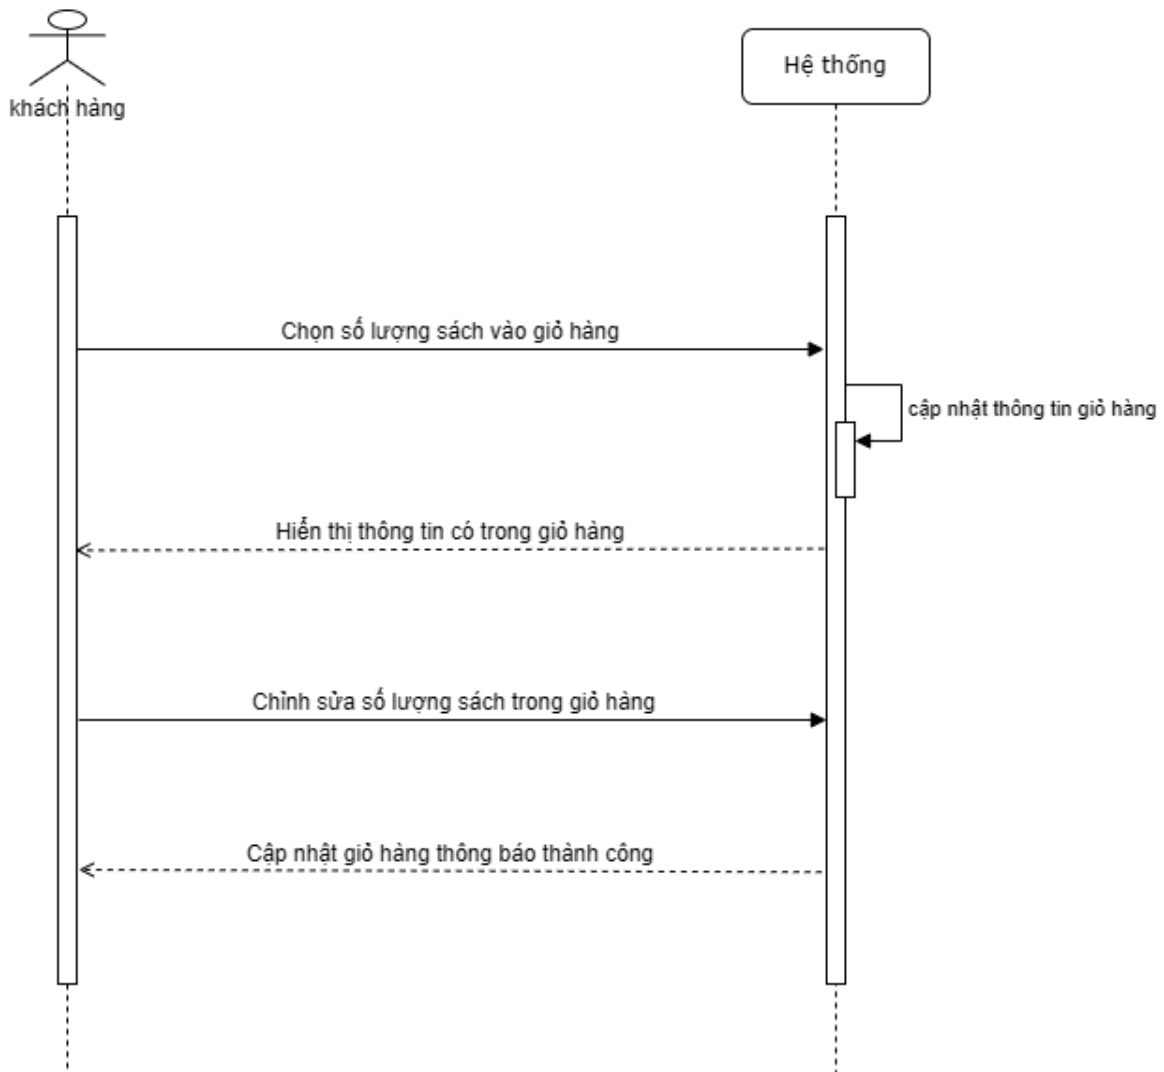 khách hàng
Hệ thống
Chọn số lượng sách vào giỏ hàng
cập nhật thông tin giỏ hàng
Hiển thị thông tin có trong giỏ hàng
Chỉnh sửa số lượng sách trong giỏ hàng
Cập nhật giỏ hàng thông báo thành công